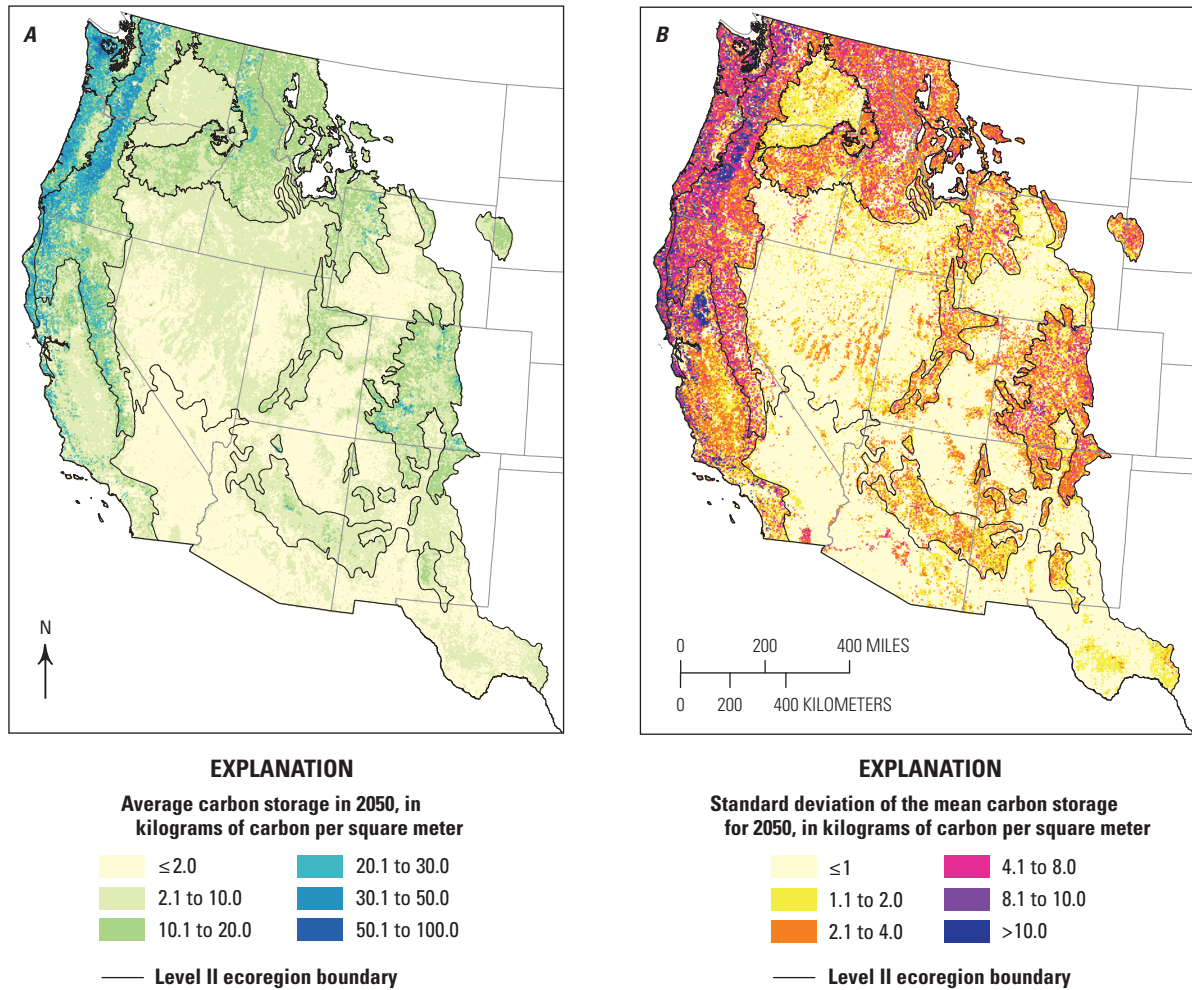 A
N
EXPLANATION
Average carbon storage in 2050, in
kilograms of carbon per square meter
≤2.0
2.1 to 10.0
10.1 to 20.0
20.1 to 30.0
30.1 to 50.0
50.1 to 100.0
Level II ecoregion boundary
B
0 200 400 MILES
0 200 400 KILOMETERS
EXPLANATION
Standard deviation of the mean carbon storage
for 2050, in kilograms of carbon per square meter
≤1
1.1 to 2.0
2.1 to 4.0
4.1 to 8.0
8.1 to 10.0
>10.0
Level II ecoregion boundary